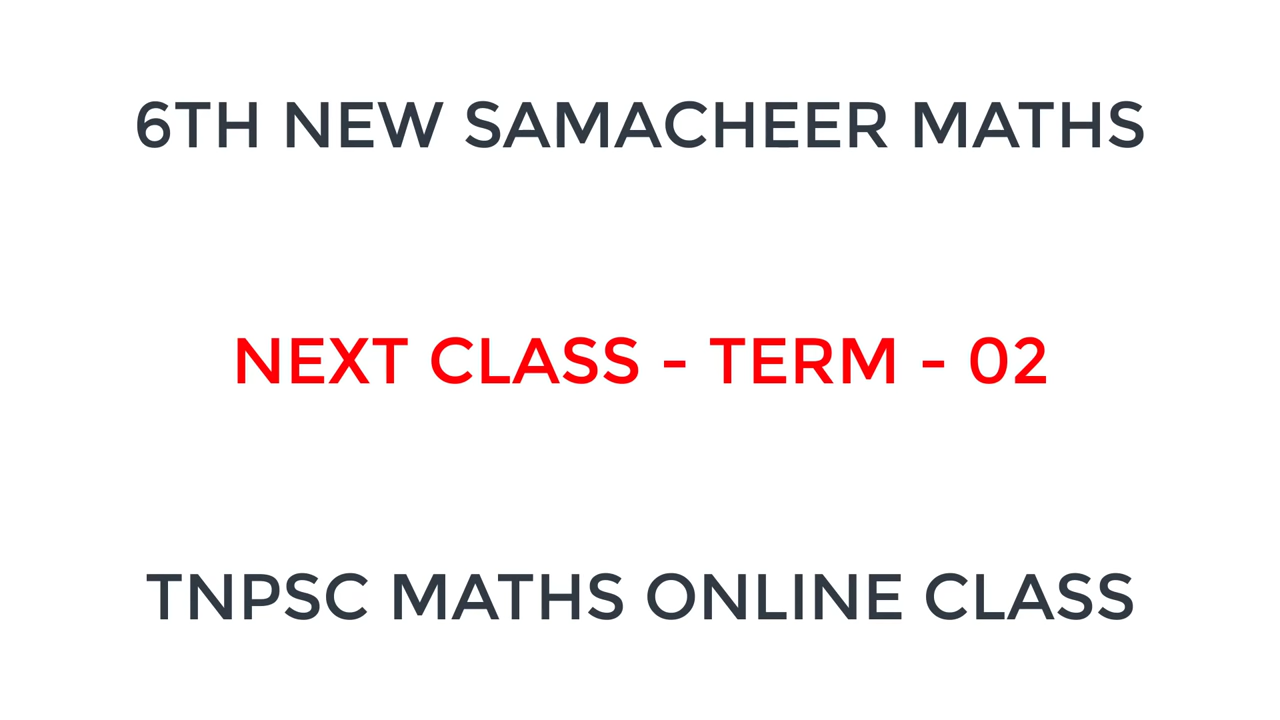 6TH NEW SAMACHEER MATHS
NEXT CLASS - TERM - 02
TNPSC MATHS ONLINE CLASS